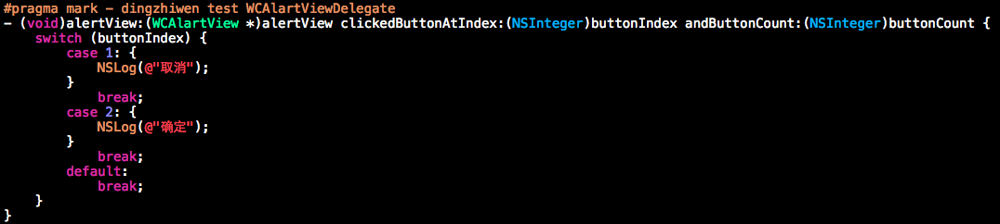 #pragma mark – dingzhiwen test WCAlartViewDelegate
– (void)alertView:(WCAlartView *)alertView clickedButtonAtIndex:(NSInteger)buttonIndex andButtonCount:(NSInteger)buttonCount {
    switch (buttonIndex) {
        case 1: {
            NSLog(@"取消");
        }
            break;
        case 2: {
            NSLog(@"确定");
        }
            break;
        default:
            break;
    }
}